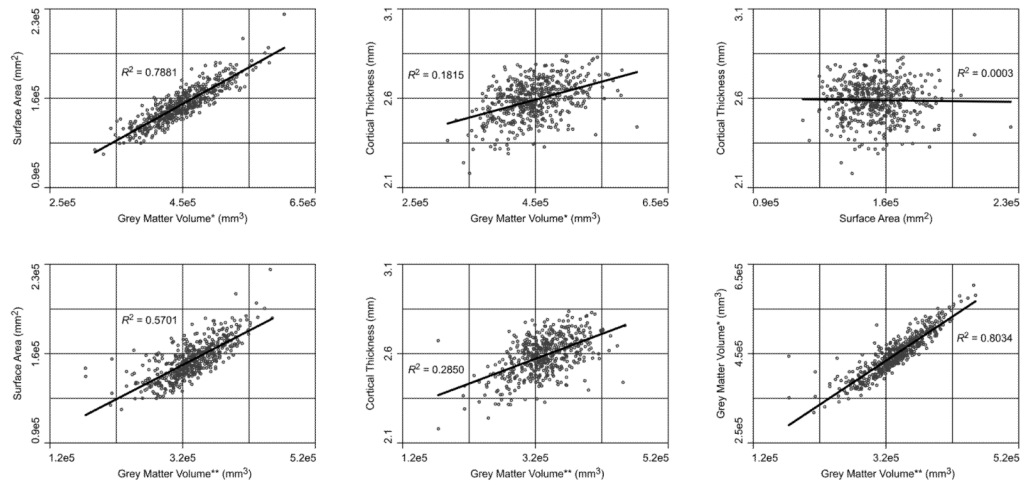 2.3e5
1.6e5
0.9e5
Surface Area (mm²)
R² = 0.7881
2.5e5 4.5e5 6.5e5
Grey Matter Volume* (mm³)
3.1
2.6
2.1
Cortical Thickness (mm)
R² = 0.1815
2.5e5 4.5e5 6.5e5
Grey Matter Volume* (mm³)
3.1
2.6
2.1
Cortical Thickness (mm)
R² = 0.0003
0.9e5 1.6e5 2.3e5
Surface Area (mm²)
2.3e5
1.6e5
0.9e5
Surface Area (mm²)
R² = 0.5701
1.2e5 3.2e5 5.2e5
Grey Matter Volume** (mm³)
3.1
2.6
2.1
Cortical Thickness (mm)
R² = 0.2850
1.2e5 3.2e5 5.2e5
Grey Matter Volume** (mm³)
6.5e5
4.5e5
2.5e5
Grey Matter Volume* (mm³)
R² = 0.8034
1.2e5 3.2e5 5.2e5
Grey Matter Volume** (mm³)